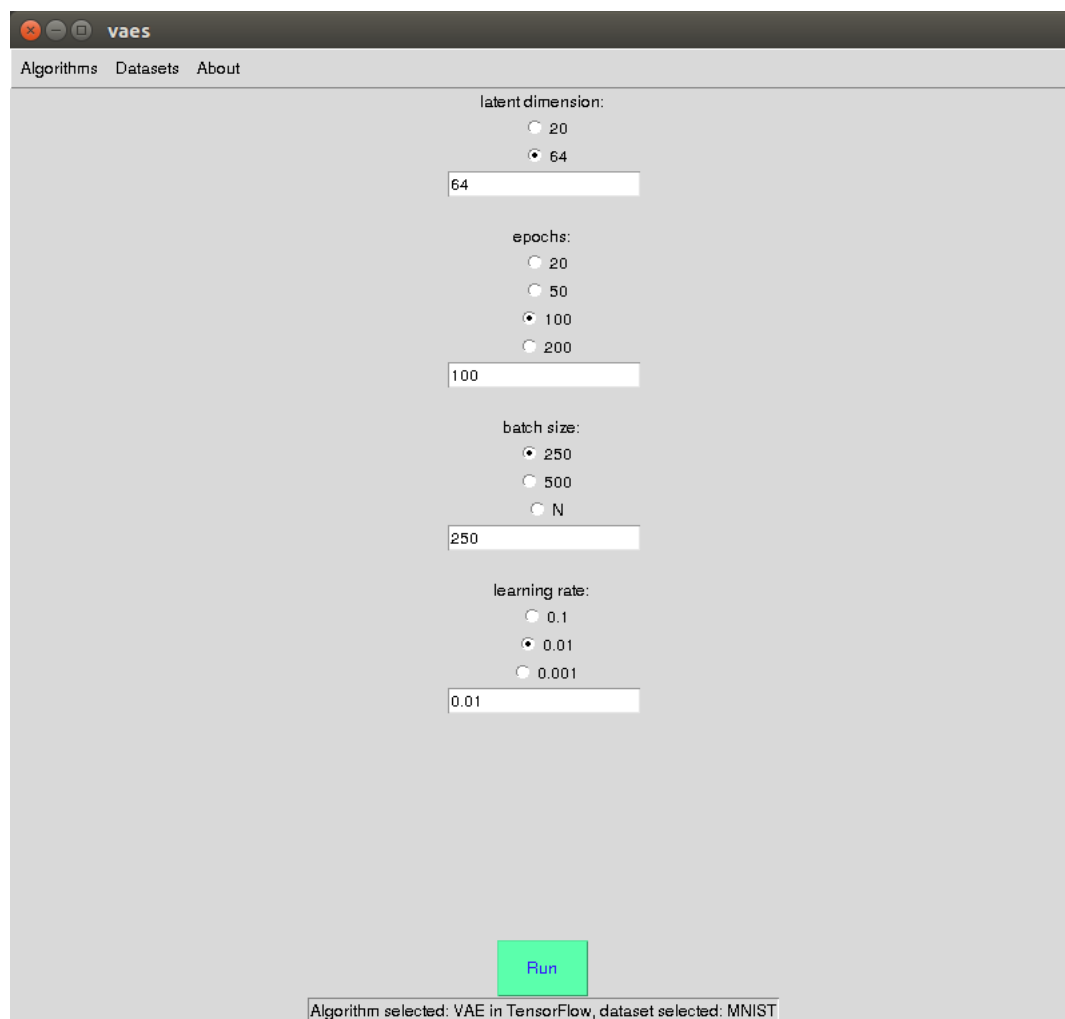 vaes
Algorithms Datasets About
latent dimension:
20
64
64
epochs:
20
50
100
200
100
batch size:
250
500
N
250
learning rate:
0.1
0.01
0.001
0.01
Run
Algorithm selected: VAE in TensorFlow, dataset selected: MNIST